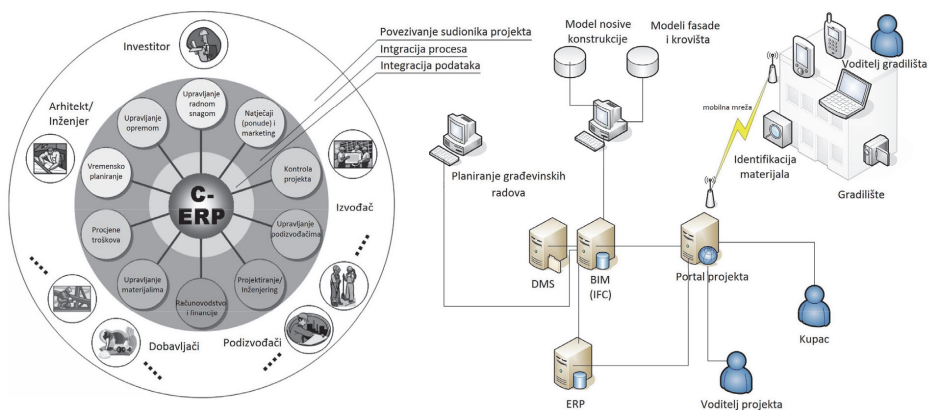 Investitor
Povezivanje sudionika projekta
Intgracija procesa
Integracija podataka
Arhitekt/
Inženjer
Upravljanje
radnom
snagom
Upravljanje
opremom
Natječaji
(ponude) i
marketing
Vremensko
planiranje
Kontrola
projekta
C-
ERP
Izvođač
Procjene
troškova
Upravljanje
podizvođačima
Upravljanje
materijalima
Računovodstvo
i financije
Projektiranje/
Inženjering
Dobavljači
Podizvođači
Model nosive
konstrukcije
Modeli fasade
i krovišta
Voditelj gradilišta
mobilna mreža
Planiranje građevinskih
radova
Identifikacija
materijala
Gradilište
DMS
BIM
(IFC)
Portal projekta
Kupac
ERP
Voditelj projekta